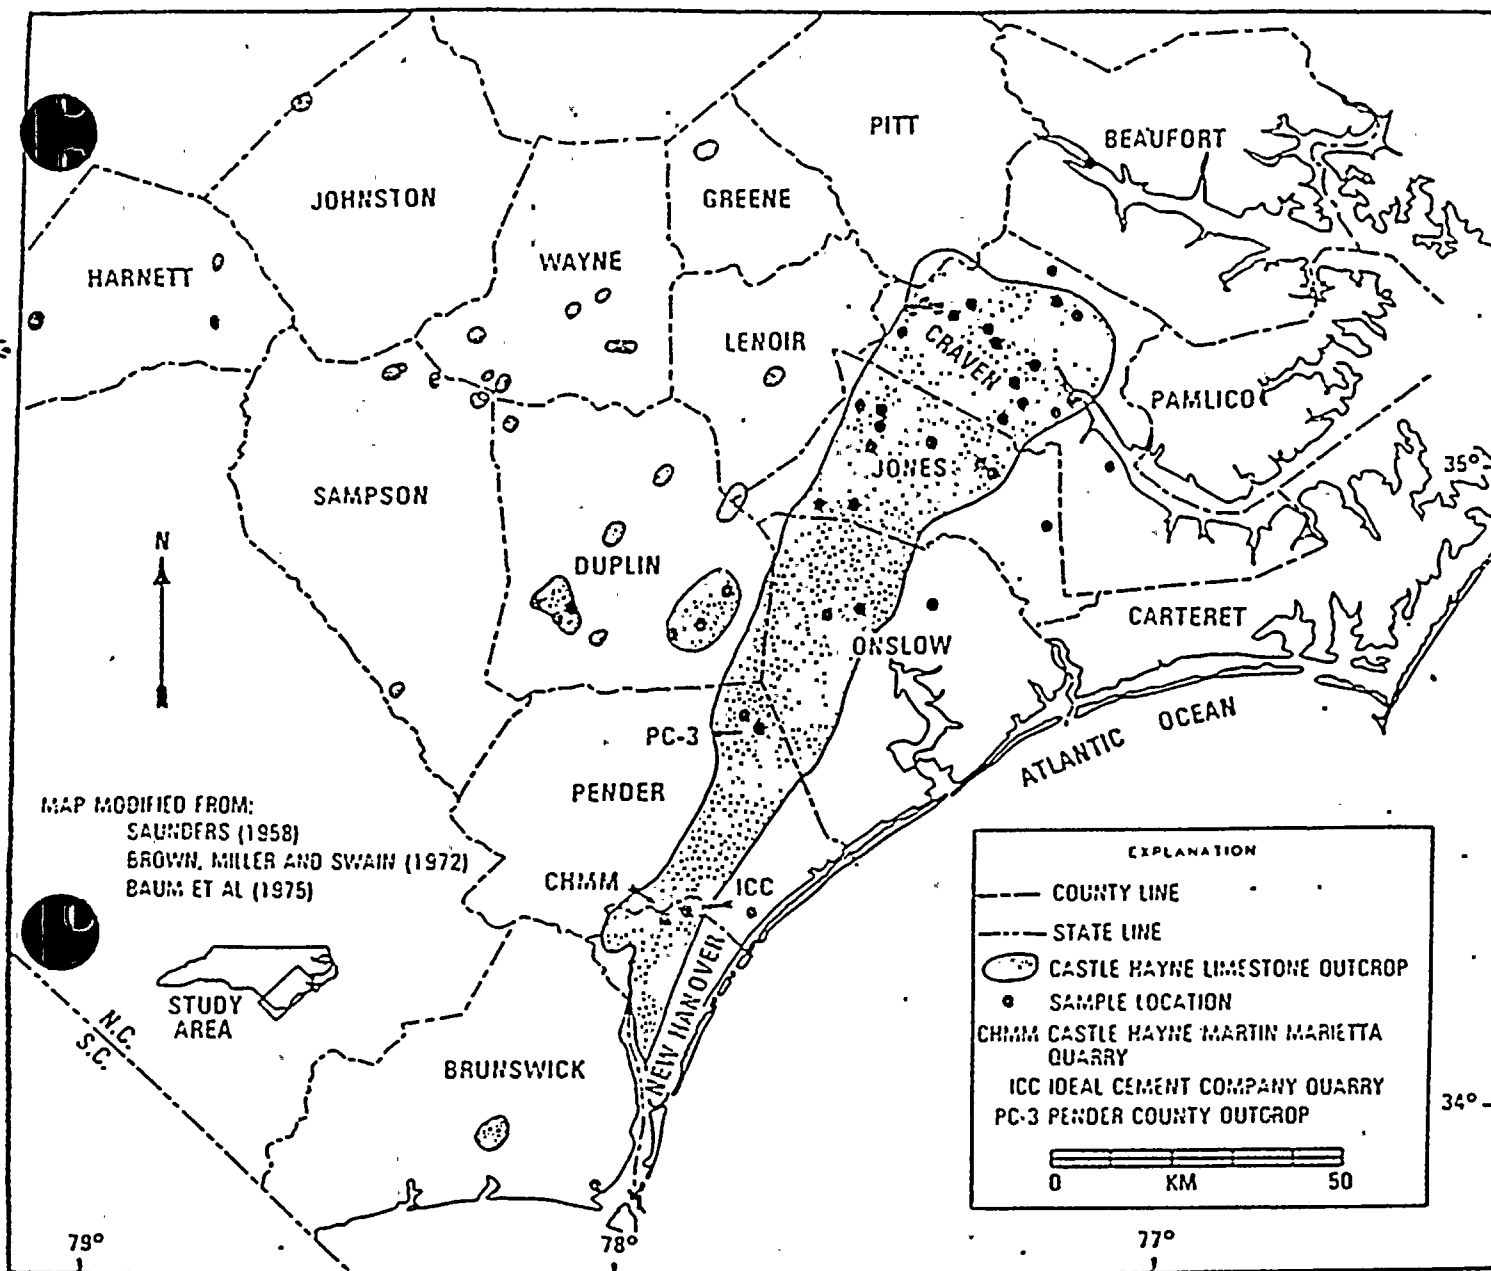 PITT
BEAUFORT
JOHNSTON
GREENE
HARNETT
WAYNE
LENOIR
CRAVEN
PAMLICO
35°
JONES
SAMPSON
N
DUPLIN
CARTERET
ONSLOW
PC-3
ATLANTIC OCEAN
PENDER
MAP MODIFIED FROM:
SAUNDERS (1958)
BROWN, MILLER AND SWAIN (1972)
BAUM ET AL (1975)
CHMM
ICC
NEW HANOVER
STUDY
AREA
N.C.
S.C.
BRUNSWICK
EXPLANATION
COUNTY LINE
STATE LINE
CASTLE HAYNE LIMESTONE OUTCROP
SAMPLE LOCATION
CHMM CASTLE HAYNE MARTIN MARIETTA
QUARRY
ICC IDEAL CEMENT COMPANY QUARRY
PC-3 PENDER COUNTY OUTCROP
0 KM 50
34°
79°
78°
77°